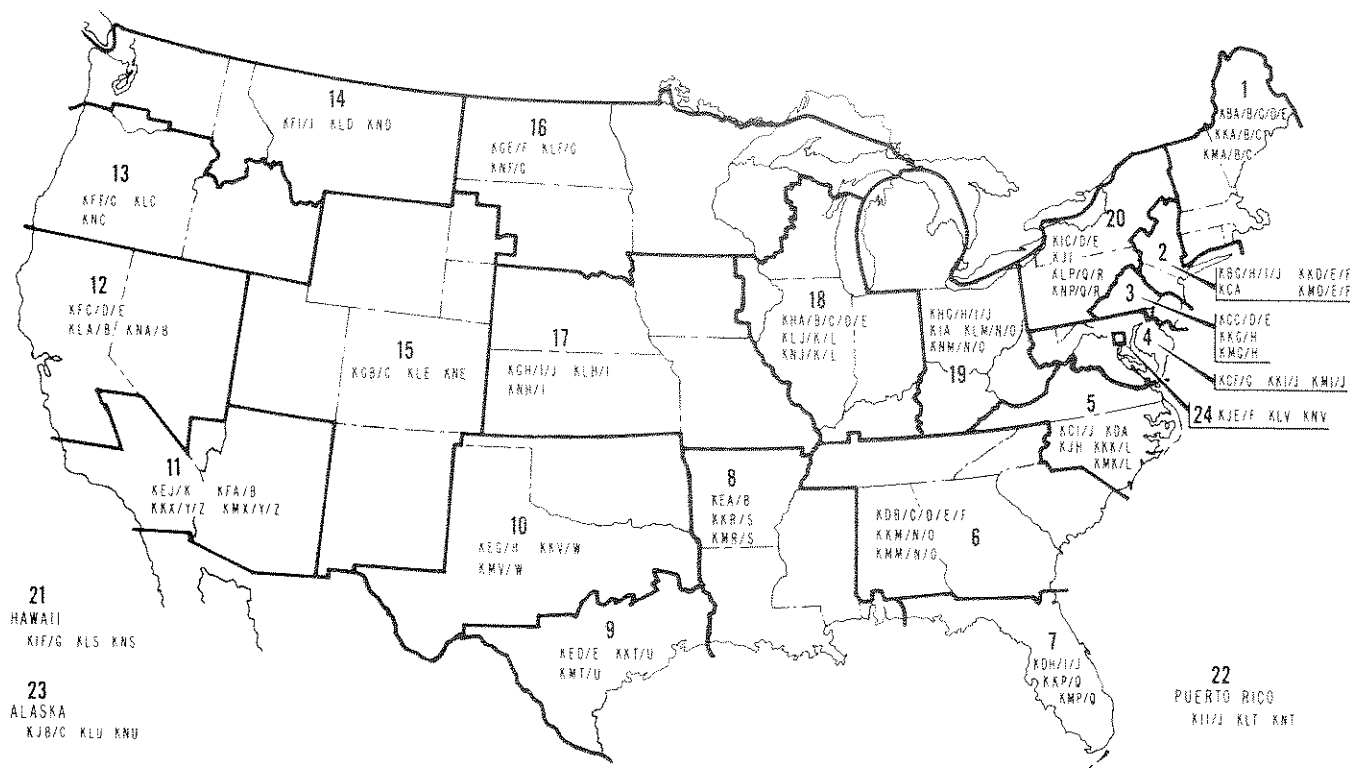 1
KBA/B/C/D/E
KKA/B/C
KMA/B/C
14
KFI/J KLD KND
16
KGE/F KLF/G
KNF/G
13
KFF/G KLC
KNC
20
KIC/D/E
KJI
KLP/Q/R
KNP/Q/R
2
KBG/H/I/J KKD/E/F
KCA KMD/E/F
12
KFC/D/E
KLA/B KNA/B
3
KCC/D/E
KKG/H
KMG/H
18
KHA/B/C/D/E
KLJ/K/L
KNJ/K/L
KHG/H/I/J
KIA KLM/N/O
KNM/N/O
19
15
KGB/C KLE KNE
17
KGH/I/J KLH/I
KNH/I
4
KCF/G KKI/J KMI/J
24 KJE/F KLV KNV
5
KCI/J KDA
KJH KKK/L
KMK/L
11
KEJ/K KFA/B
KKX/Y/Z KMX/Y/Z
8
KEA/B
KKR/S
KMR/S
10
KEG/H KKV/W
KMV/W
KDB/C/D/E/F
KKM/N/O
KMM/N/O
6
21
HAWAII
KIF/G KLS KNS
9
KED/E KKT/U
KMT/U
7
KDH/I/J
KKP/Q
KMP/Q
23
ALASKA
KJB/C KLU KNU
22
PUERTO RICO
KII/J KLT KNT